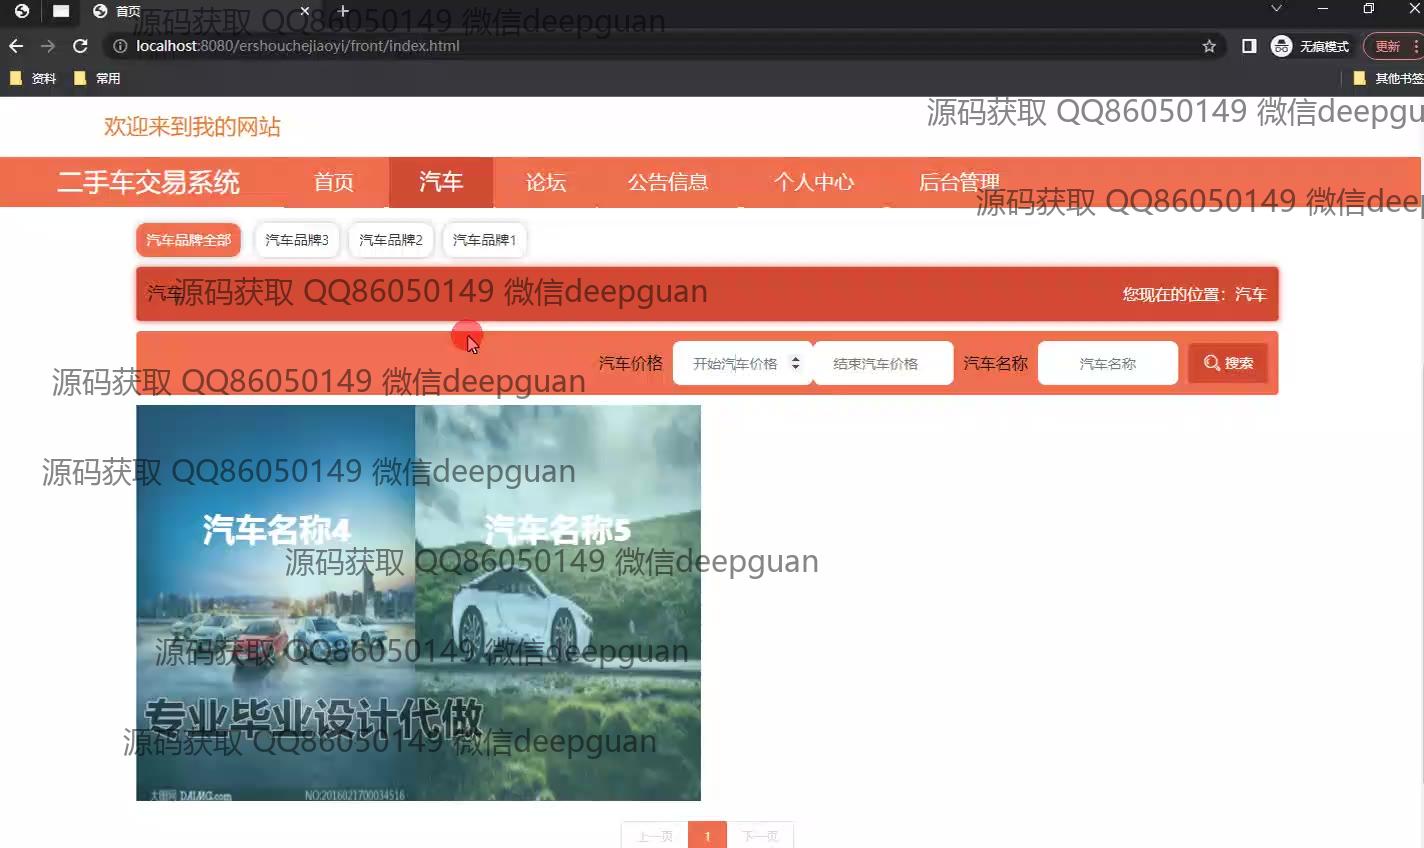 首页
源码获取 QQ86050149 微信deepguan
localhost:8080/ershouchejiaoyi/front/index.html
无痕模式
更新
资料
常用
其他书签
欢迎来到我的网站
源码获取 QQ86050149 微信deepgu
二手车交易系统
首页
汽车
论坛
公告信息
个人中心
后台管理
源码获取 QQ86050149 微信deep
汽车品牌全部
汽车品牌3
汽车品牌2
汽车品牌1
汽车
源码获取 QQ86050149 微信deepguan
您现在的位置：汽车
汽车价格
开始汽车价格
结束汽车价格
汽车名称
汽车名称
搜索
源码获取 QQ86050149 微信deepguan
源码获取 QQ86050149 微信deepguan
汽车名称4
汽车名称5
源码获取 QQ86050149 微信deepguan
源码获取 QQ86050149 微信deepguan
专业毕业设计代做
源码获取 QQ86050149 微信deepguan
大图网 DAIMG.com
NO:2016021700034516
上一页
1
下一页